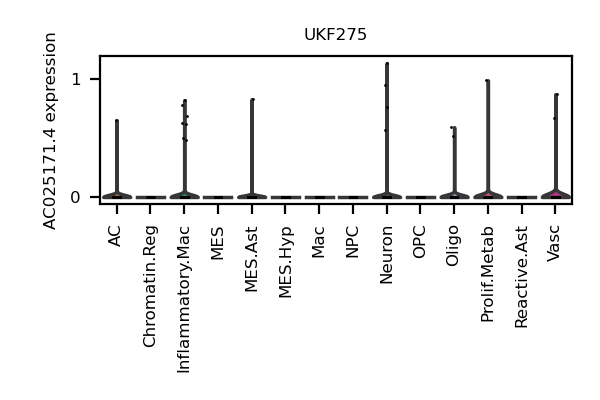 UKF275
AC025171.4 expression
1
0
AC
Chromatin.Reg
Inflammatory.Mac
MES
MES.Ast
MES.Hyp
Mac
NPC
Neuron
OPC
Oligo
Prolif.Metab
Reactive.Ast
Vasc